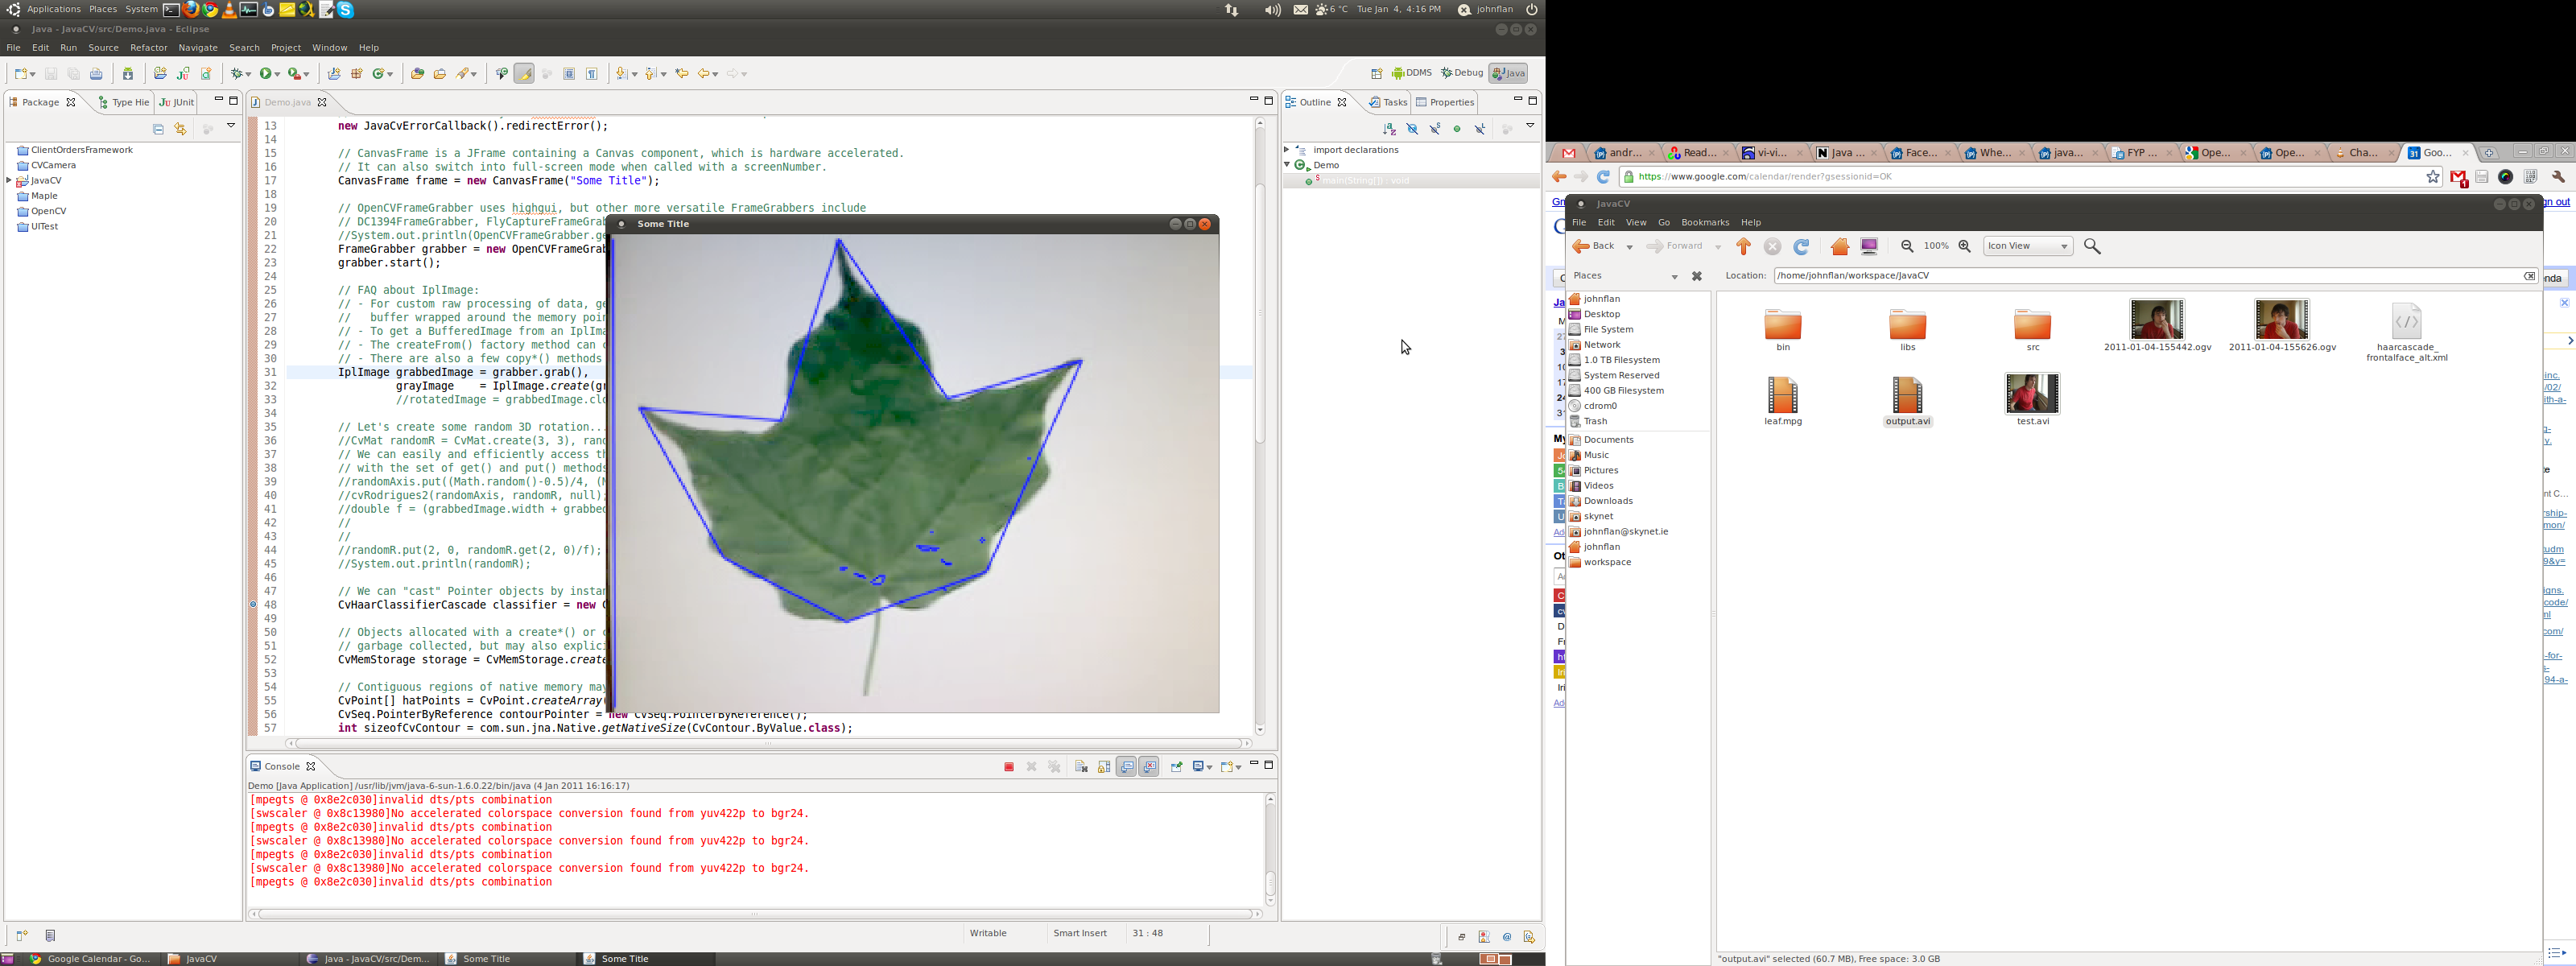 Applications Places System
6 °C Tue Jan 4, 4:16 PM johnflan
Java - JavaCV/src/Demo.java - Eclipse
File Edit Run Source Refactor Navigate Search Project Window Help
DDMS Debug Java
Package Type Hie JUnit
ClientOrdersFramework
CVCamera
JavaCV
Maple
OpenCV
UITest
Demo.java
13 new JavaCvErrorCallback().redirectError();
14
15 // CanvasFrame is a JFrame containing a Canvas component, which is hardware accelerated.
16 // It can also switch into full-screen mode when called with a screenNumber.
17 CanvasFrame frame = new CanvasFrame("Some Title");
18
19 // OpenCVFrameGrabber uses highgui, but other more versatile FrameGrabbers include
20 // DC1394FrameGrabber, FlyCaptureFrameGrab
21 //System.out.println(OpenCVFrameGrabber.ge
22 FrameGrabber grabber = new OpenCVFrameGrab
23 grabber.start();
24
25 // FAQ about IplImage:
26 // - For custom raw processing of data, ge
27 //   buffer wrapped around the memory poin
28 // - To get a BufferedImage from an IplIma
29 // - The createFrom() factory method can c
30 // - There are also a few copy*() methods
31 IplImage grabbedImage = grabber.grab(),
32 grayImage    = IplImage.create(gr
33 //rotatedImage = grabbedImage.clo
34
35 // Let's create some random 3D rotation...
36 //CvMat randomR = CvMat.create(3, 3), rand
37 // We can easily and efficiently access th
38 // with the set of get() and put() methods
39 //randomAxis.put((Math.random()-0.5)/4, (M
40 //cvRodrigues2(randomAxis, randomR, null);
41 //double f = (grabbedImage.width + grabbed
42 //
43 //
44 //randomR.put(2, 0, randomR.get(2, 0)/f);
45 //System.out.println(randomR);
46
47 // We can "cast" Pointer objects by instan
48 CvHaarClassifierCascade classifier = new C
49
50 // Objects allocated with a create*() or c
51 // garbage collected, but may also explici
52 CvMemStorage storage = CvMemStorage.create
53
54 // Contiguous regions of native memory may
55 CvPoint[] hatPoints = CvPoint.createArray
56 CvSeq.PointerByReference contourPointer = new CvSeq.PointerByReference();
57 int sizeofCvContour = com.sun.jna.Native.getNativeSize(CvContour.ByValue.class);
Some Title
Outline Tasks Properties
import declarations
Demo
main(String[]) : void
Console
Demo [Java Application] /usr/lib/jvm/java-6-sun-1.6.0.22/bin/java (4 Jan 2011 16:16:17)
[mpegts @ 0x8e2c030]invalid dts/pts combination
[swscaler @ 0x8c13980]No accelerated colorspace conversion found from yuv422p to bgr24.
[mpegts @ 0x8e2c030]invalid dts/pts combination
[swscaler @ 0x8c13980]No accelerated colorspace conversion found from yuv422p to bgr24.
[mpegts @ 0x8e2c030]invalid dts/pts combination
[swscaler @ 0x8c13980]No accelerated colorspace conversion found from yuv422p to bgr24.
[mpegts @ 0x8e2c030]invalid dts/pts combination
Writable Smart Insert 31 : 48
Google Calendar - Go... JavaCV Java - JavaCV/src/Dem... Some Title Some Title
andr... Read... vi-vi... Java ... Face... Whe... java... FYP ... Ope... Ope... Cha... Goo...
https://www.google.com/calendar/render?gsessionid=OK
JavaCV
File Edit View Go Bookmarks Help
Back Forward 100% Icon View
Places Location: /home/johnflan/workspace/JavaCV
johnflan
Desktop
File System
Network
1.0 TB Filesystem
System Reserved
400 GB Filesystem
cdrom0
Trash
Documents
Music
Pictures
Videos
Downloads
skynet
johnflan@skynet.ie
johnflan
workspace
bin libs src 2011-01-04-155442.ogv 2011-01-04-155626.ogv haarcascade_
frontalface_alt.xml
leaf.mpg output.avi test.avi
"output.avi" selected (60.7 MB), Free space: 3.0 GB